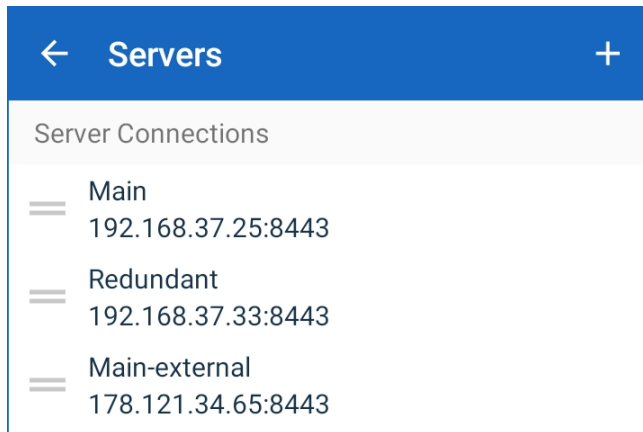 Servers
Server Connections
Main
192.168.37.25:8443
Redundant
192.168.37.33:8443
Main-external
178.121.34.65:8443